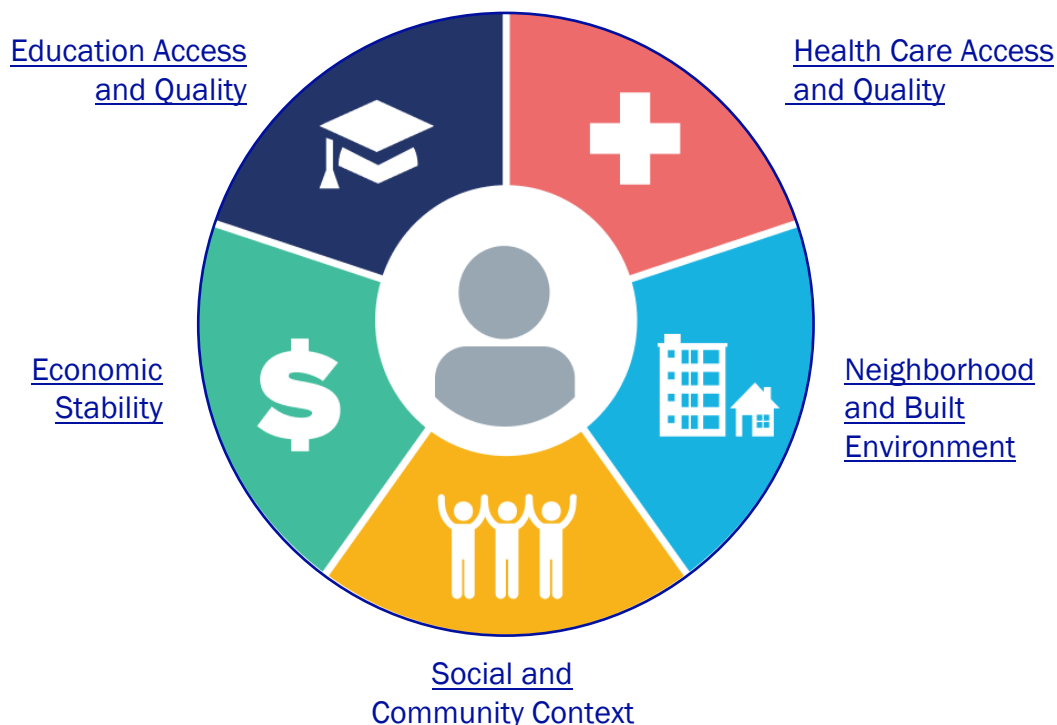 Education Access
and Quality
Health Care Access
and Quality
Economic
Stability
Neighborhood
and Built
Environment
Social and
Community Context